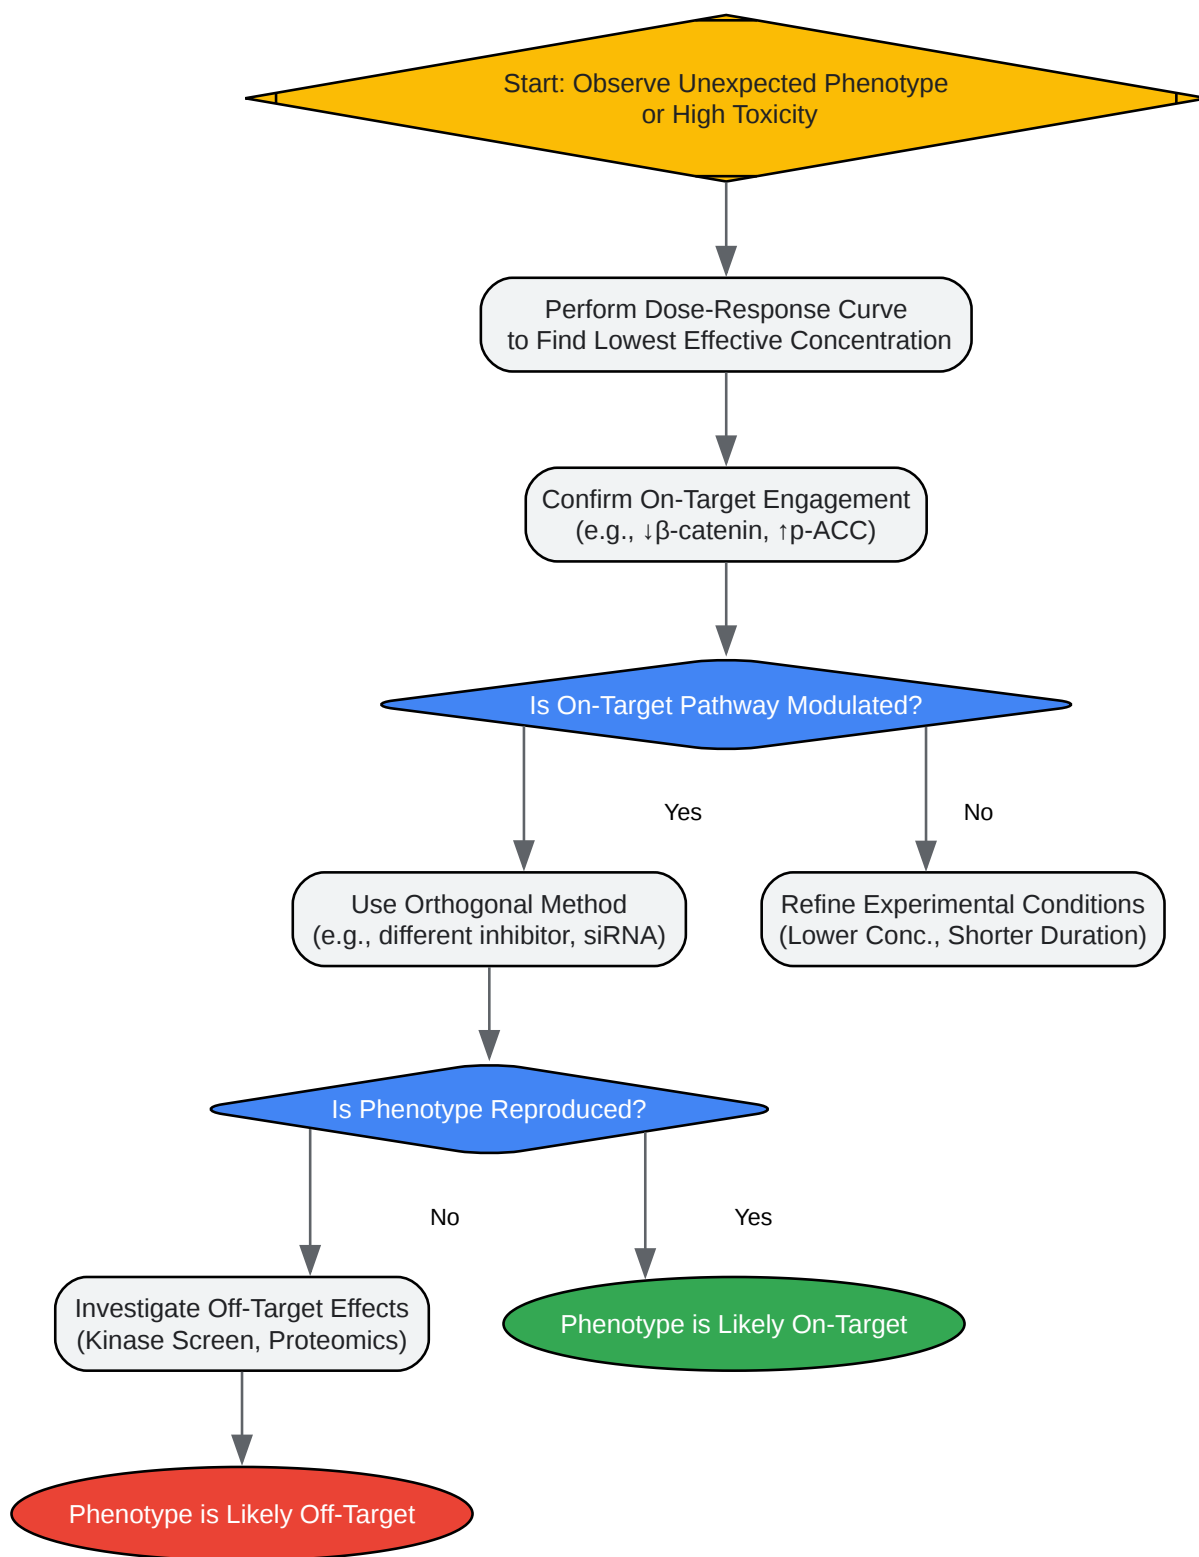 Start: Observe Unexpected Phenotype
or High Toxicity
Perform Dose-Response Curve
to Find Lowest Effective Concentration
Confirm On-Target Engagement
(e.g., ↓β-catenin, ↑p-ACC)
Is On-Target Pathway Modulated?
Yes
No
Use Orthogonal Method
(e.g., different inhibitor, siRNA)
Refine Experimental Conditions
(Lower Conc., Shorter Duration)
Is Phenotype Reproduced?
No
Yes
Investigate Off-Target Effects
(Kinase Screen, Proteomics)
Phenotype is Likely On-Target
Phenotype is Likely Off-Target